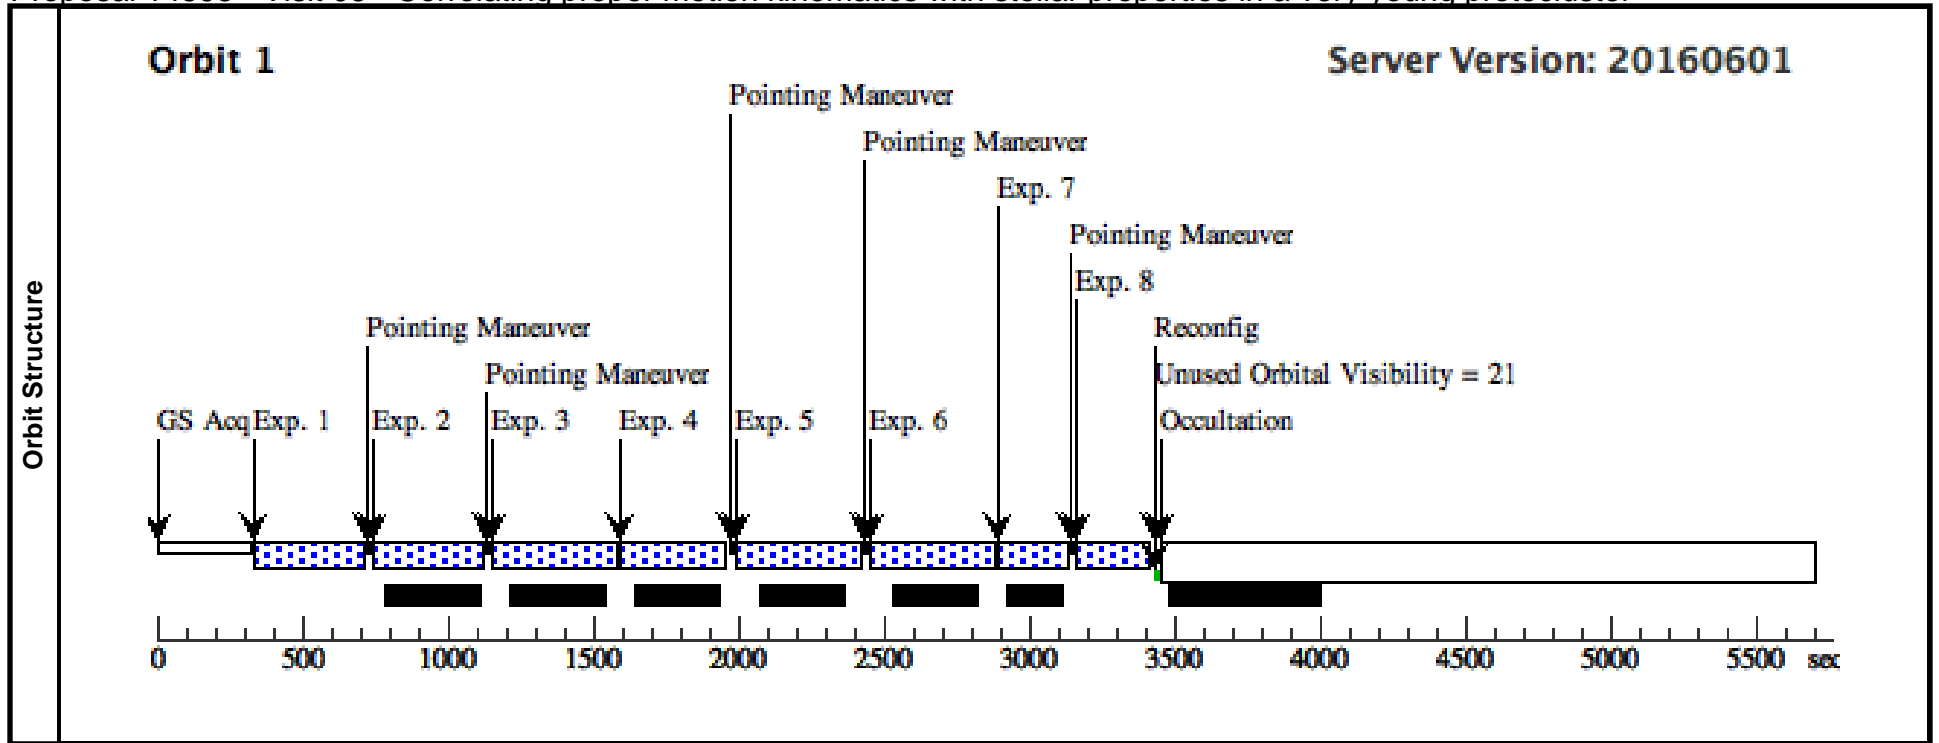 Orbit 1
Server Version: 20160601
Pointing Maneuver
Pointing Maneuver
Exp. 7
Pointing Maneuver
Exp. 8
Pointing Maneuver
Reconfig
Pointing Maneuver
Unused Orbital Visibility = 21
GS Acq Exp. 1 Exp. 2 Exp. 3 Exp. 4 Exp. 5 Exp. 6 Occultation
Orbit Structure
0 500 1000 1500 2000 2500 3000 3500 4000 4500 5000 5500 sec